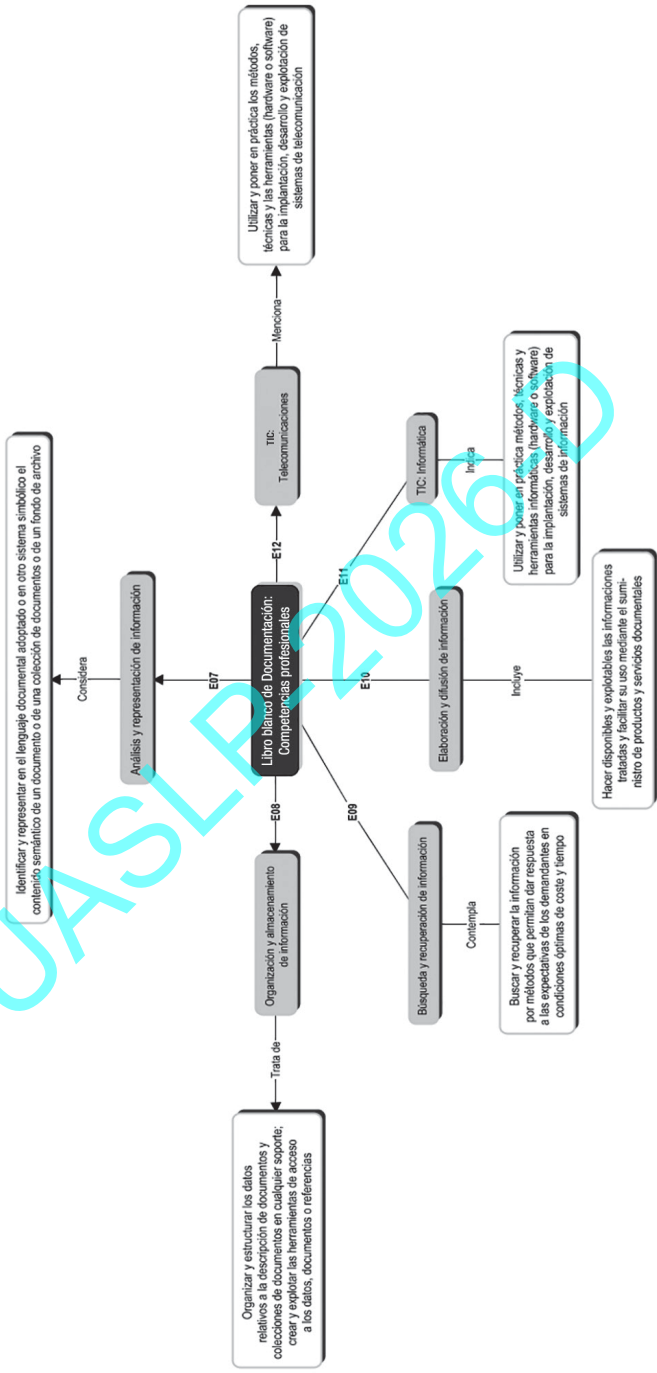 Identificar y representar en el lenguaje documental adoptado o en otro sistema simbólico el
contenido semántico de un documento o de una colección de documentos o de un fondo de archivo
Considera
Análisis y representación de información
E07
Organizar y estructurar los datos
relativos a la descripción de documentos y
colecciones de documentos en cualquier soporte;
crear y explotar las herramientas de acceso
a los datos, documentos o referencias
Trata de
Organización y almacenamiento
de información
E08
Libro blanco de Documentación:
Competencias profesionales
E12
TIC:
Telecomunicaciones
Menciona
Utilizar y poner en práctica los métodos,
técnicas y las herramientas (hardware o software)
para la implantación, desarrollo y explotación de
sistemas de telecomunicación
E09
Búsqueda y recuperación de información
Contempla
Buscar y recuperar la información
por métodos que permitan dar respuesta
a las expectativas de los demandantes en
condiciones óptimas de coste y tiempo
E10
Elaboración y difusión de información
Incluye
Hacer disponibles y explotables las informaciones
tratadas y facilitar su uso mediante el sumi-
nistro de productos y servicios documentales
E11
TIC: Informática
Indica
Utilizar y poner en práctica métodos, técnicas y
herramientas informáticas (hardware o software)
para la implantación, desarrollo y explotación de
sistemas de información
UASLP-2026 D